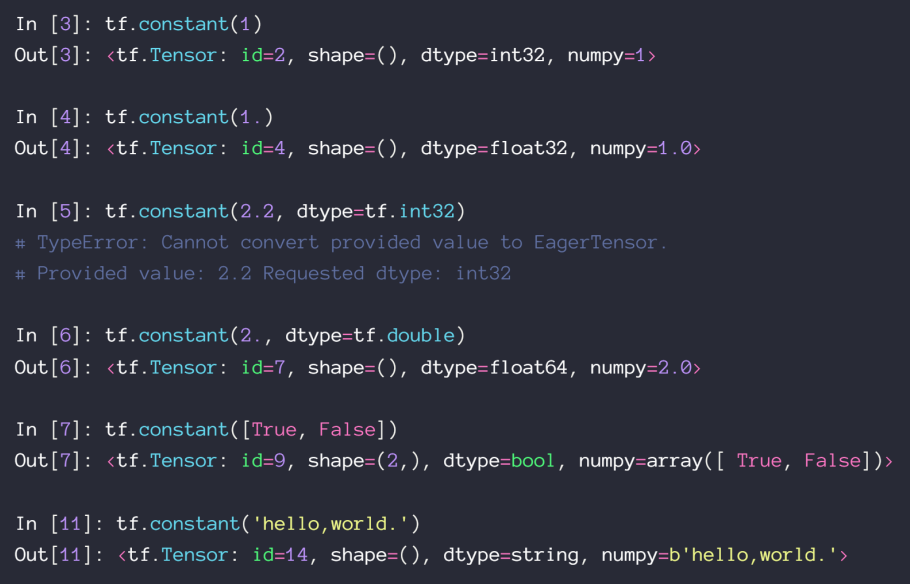 In [3]: tf.constant(1)
Out[3]: <tf.Tensor: id=2, shape=(), dtype=int32, numpy=1>
In [4]: tf.constant(1.)
Out[4]: <tf.Tensor: id=4, shape=(), dtype=float32, numpy=1.0>
In [5]: tf.constant(2.2, dtype=tf.int32)
# TypeError: Cannot convert provided value to EagerTensor.
# Provided value: 2.2 Requested dtype: int32
In [6]: tf.constant(2., dtype=tf.double)
Out[6]: <tf.Tensor: id=7, shape=(), dtype=float64, numpy=2.0>
In [7]: tf.constant([True, False])
Out[7]: <tf.Tensor: id=9, shape=(2,), dtype=bool, numpy=array([ True, False])>
In [11]: tf.constant('hello,world.')
Out[11]: <tf.Tensor: id=14, shape=(), dtype=string, numpy=b'hello,world.'>